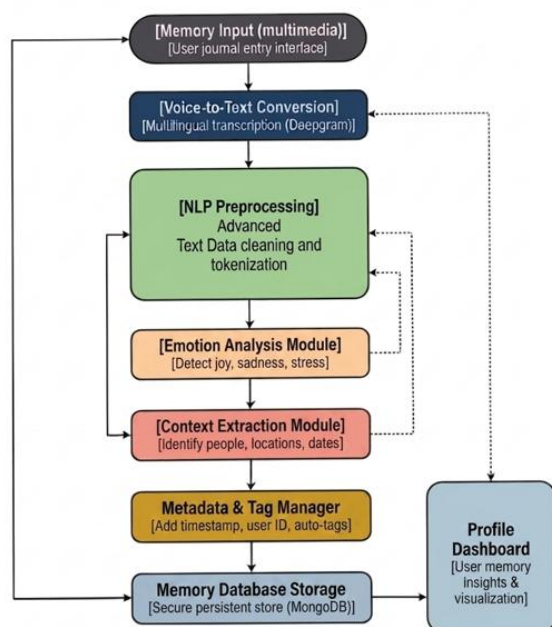 [Memory Input (multimedia)]
[User journal entry interface]
[Voice-to-Text Conversion]
[Multilingual transcription (Deepgram)]
[NLP Preprocessing]
Advanced
Text Data cleaning and
tokenization
[Emotion Analysis Module]
[Detect joy, sadness, stress]
[Context Extraction Module]
[Identify people, locations, dates]
Metadata & Tag Manager
[Add timestamp, user ID, auto-tags]
Memory Database Storage
[Secure persistent store (MongoDB)]
Profile
Dashboard
[User memory
insights &
visualization]